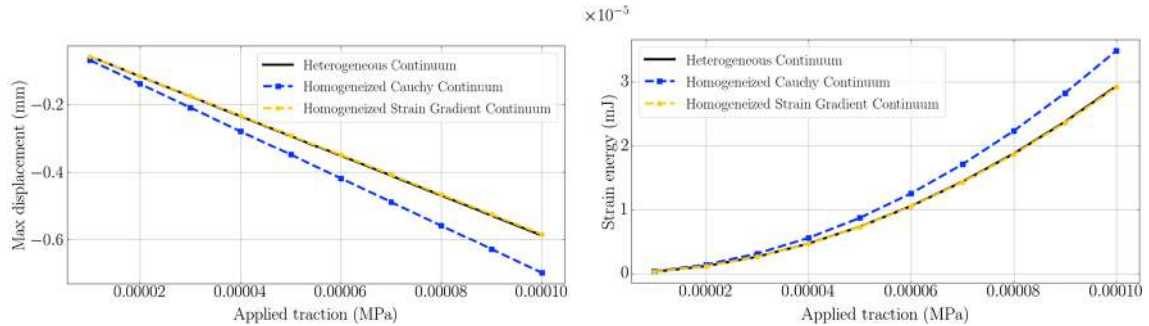 ×10⁻⁵
Heterogeneous Continuum
Homogeneized Cauchy Continuum
Homogeneized Strain Gradient Continuum
Max displacement (mm)
−0.2
−0.4
−0.6
0.00002 0.00004 0.00006 0.00008 0.00010
Applied traction (MPa)
Heterogeneous Continuum
Homogeneized Cauchy Continuum
Homogeneized Strain Gradient Continuum
Strain energy (mJ)
3
2
1
0
0.00002 0.00004 0.00006 0.00008 0.00010
Applied traction (MPa)